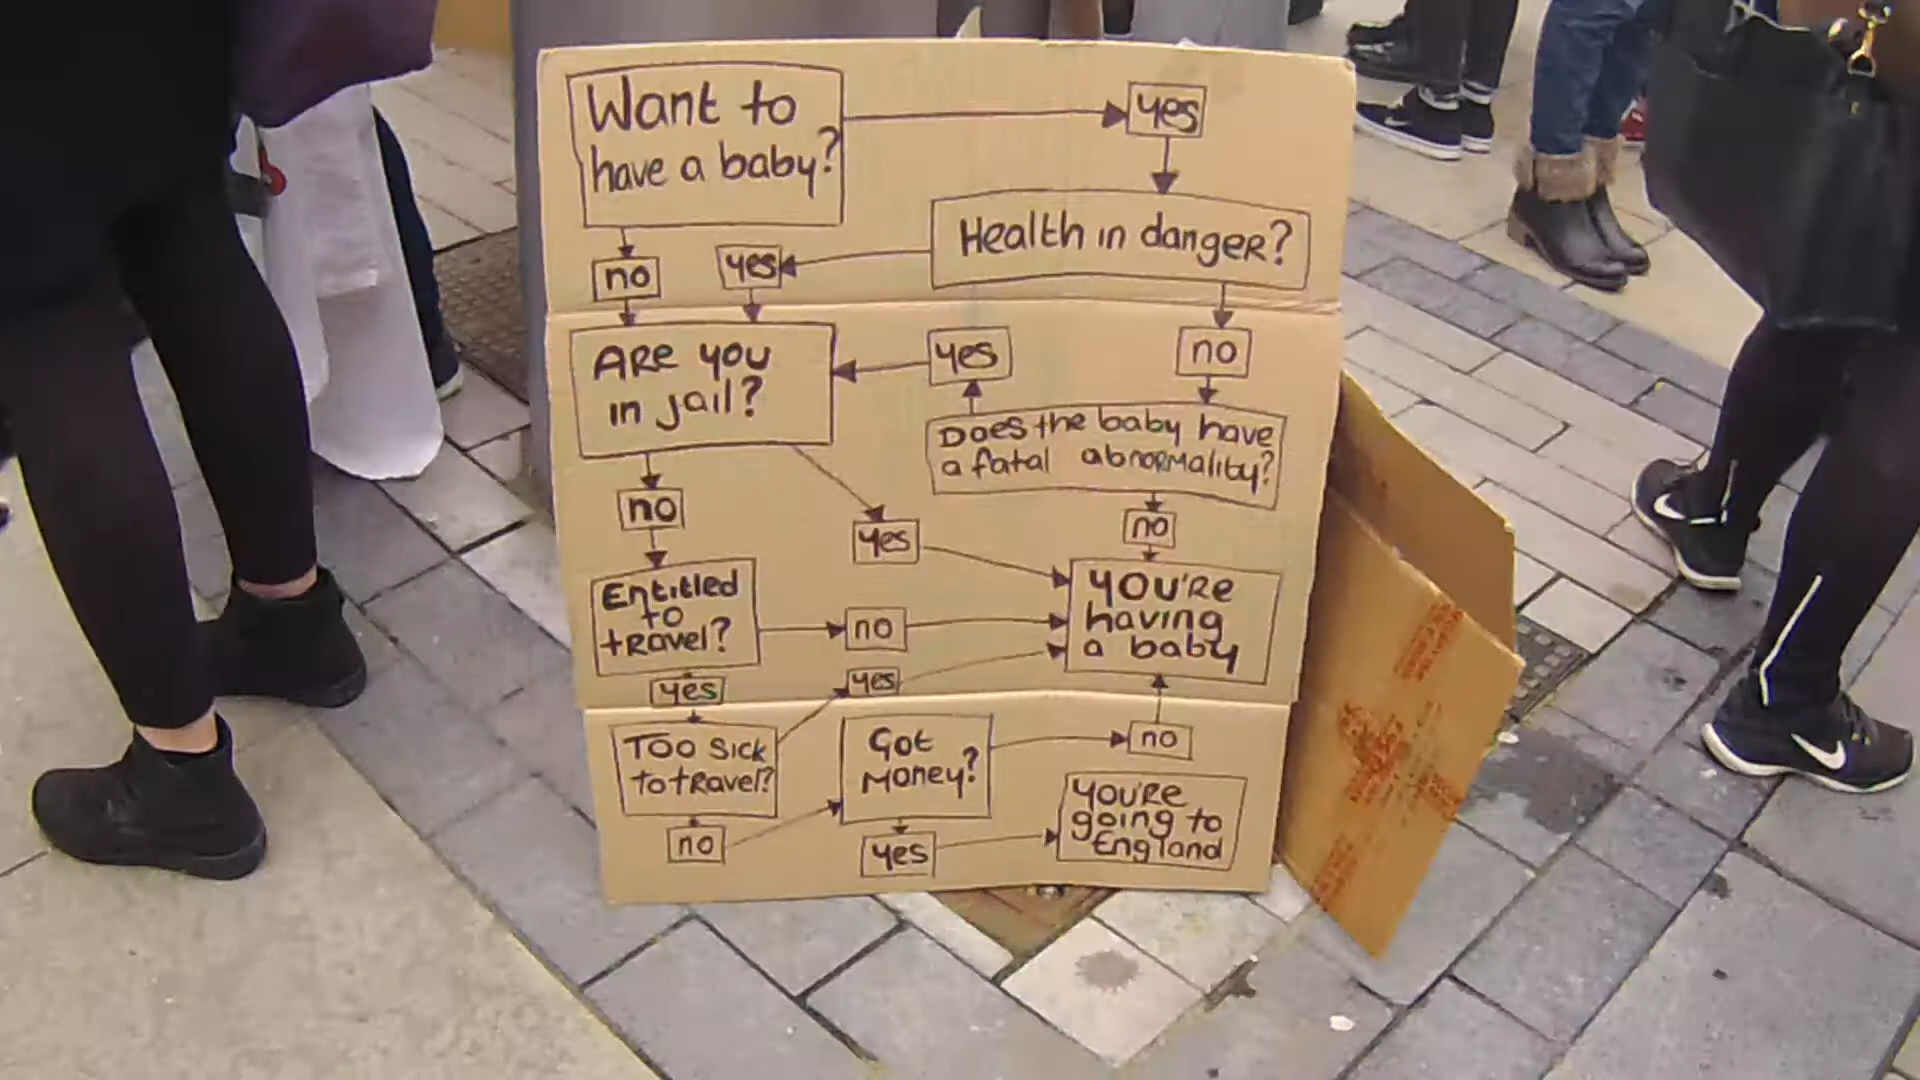 Want to
have a baby?
yes
Health in danger?
no
yes
ARe you
in jail?
yes
no
Does the baby have
a fatal abnoRMality?
no
yes
no
Entitled
to
tRavel?
no
YOU'Re
having
a baby
yes
yes
Too sick
to tRavel?
Got
Money?
no
no
yes
YOU'Re
going to
England